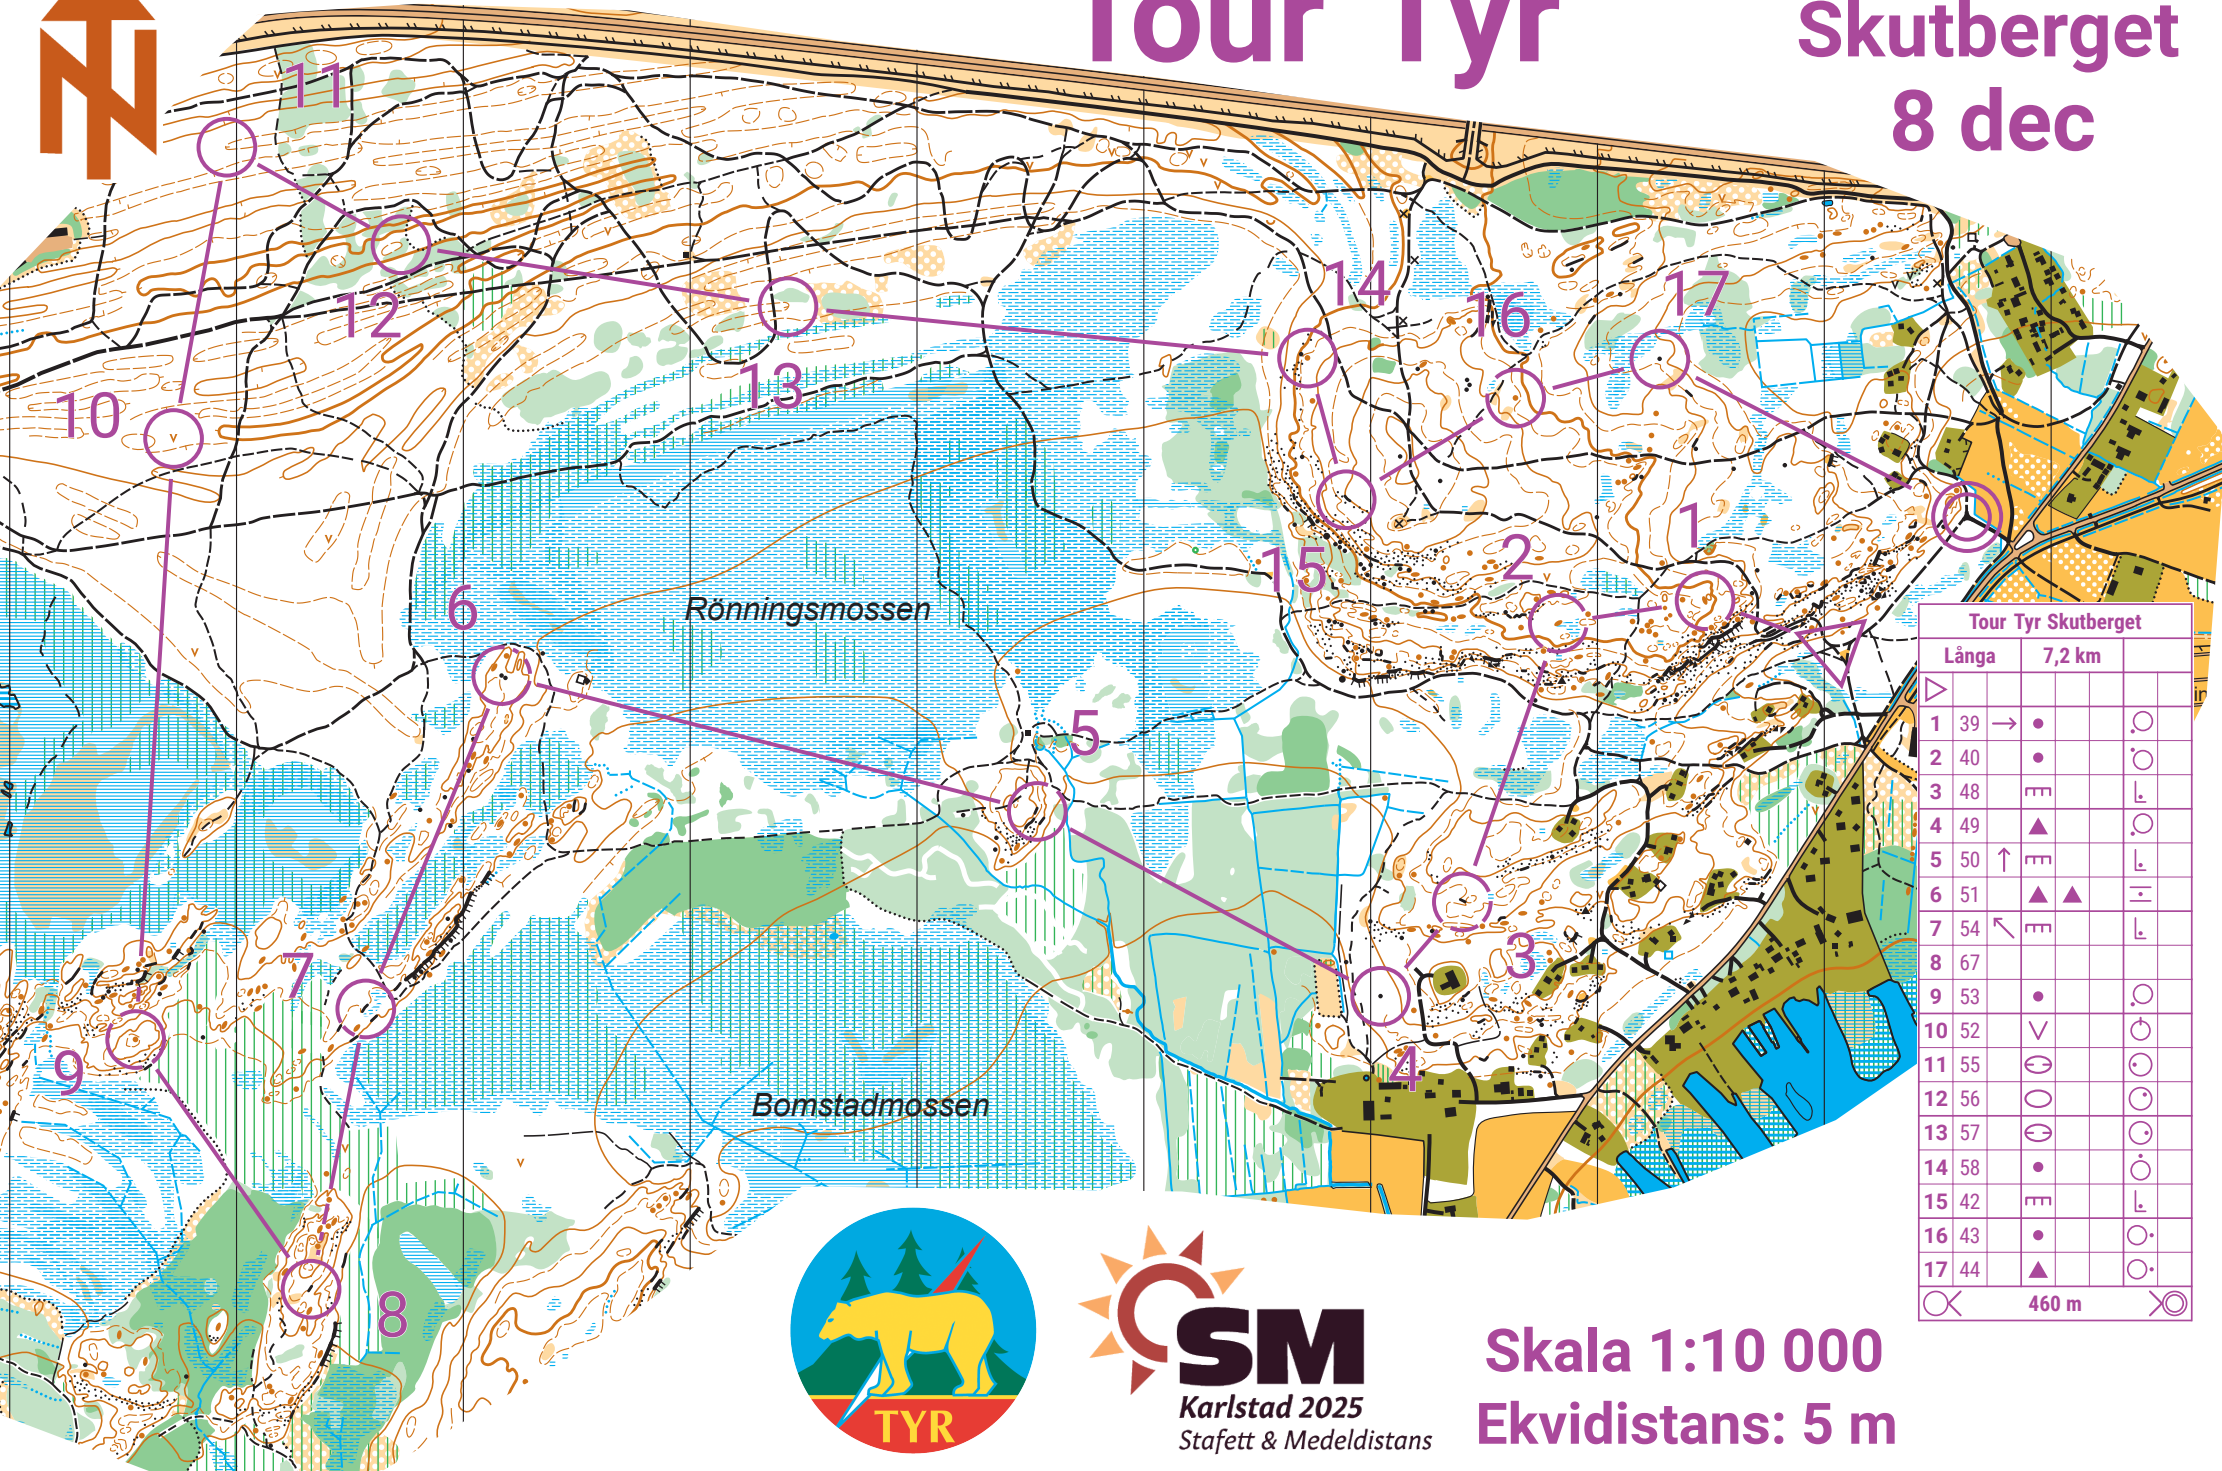 Tour Tyr
Skutberget
8 dec
11
14
17
16
12
13
10
1
2
15
6
Rönningsmossen
5
3
7
9
4
Bomstadmossen
8
Tour Tyr Skutberget
Långa 7,2 km
1 39
2 40
3 48
4 49
5 50
6 51
7 54
8 67
9 53
10 52
11 55
12 56
13 57
14 58
15 42
16 43
17 44
460 m
TYR
SM
Karlstad 2025
Stafett & Medeldistans
Skala 1:10 000
Ekvidistans: 5 m